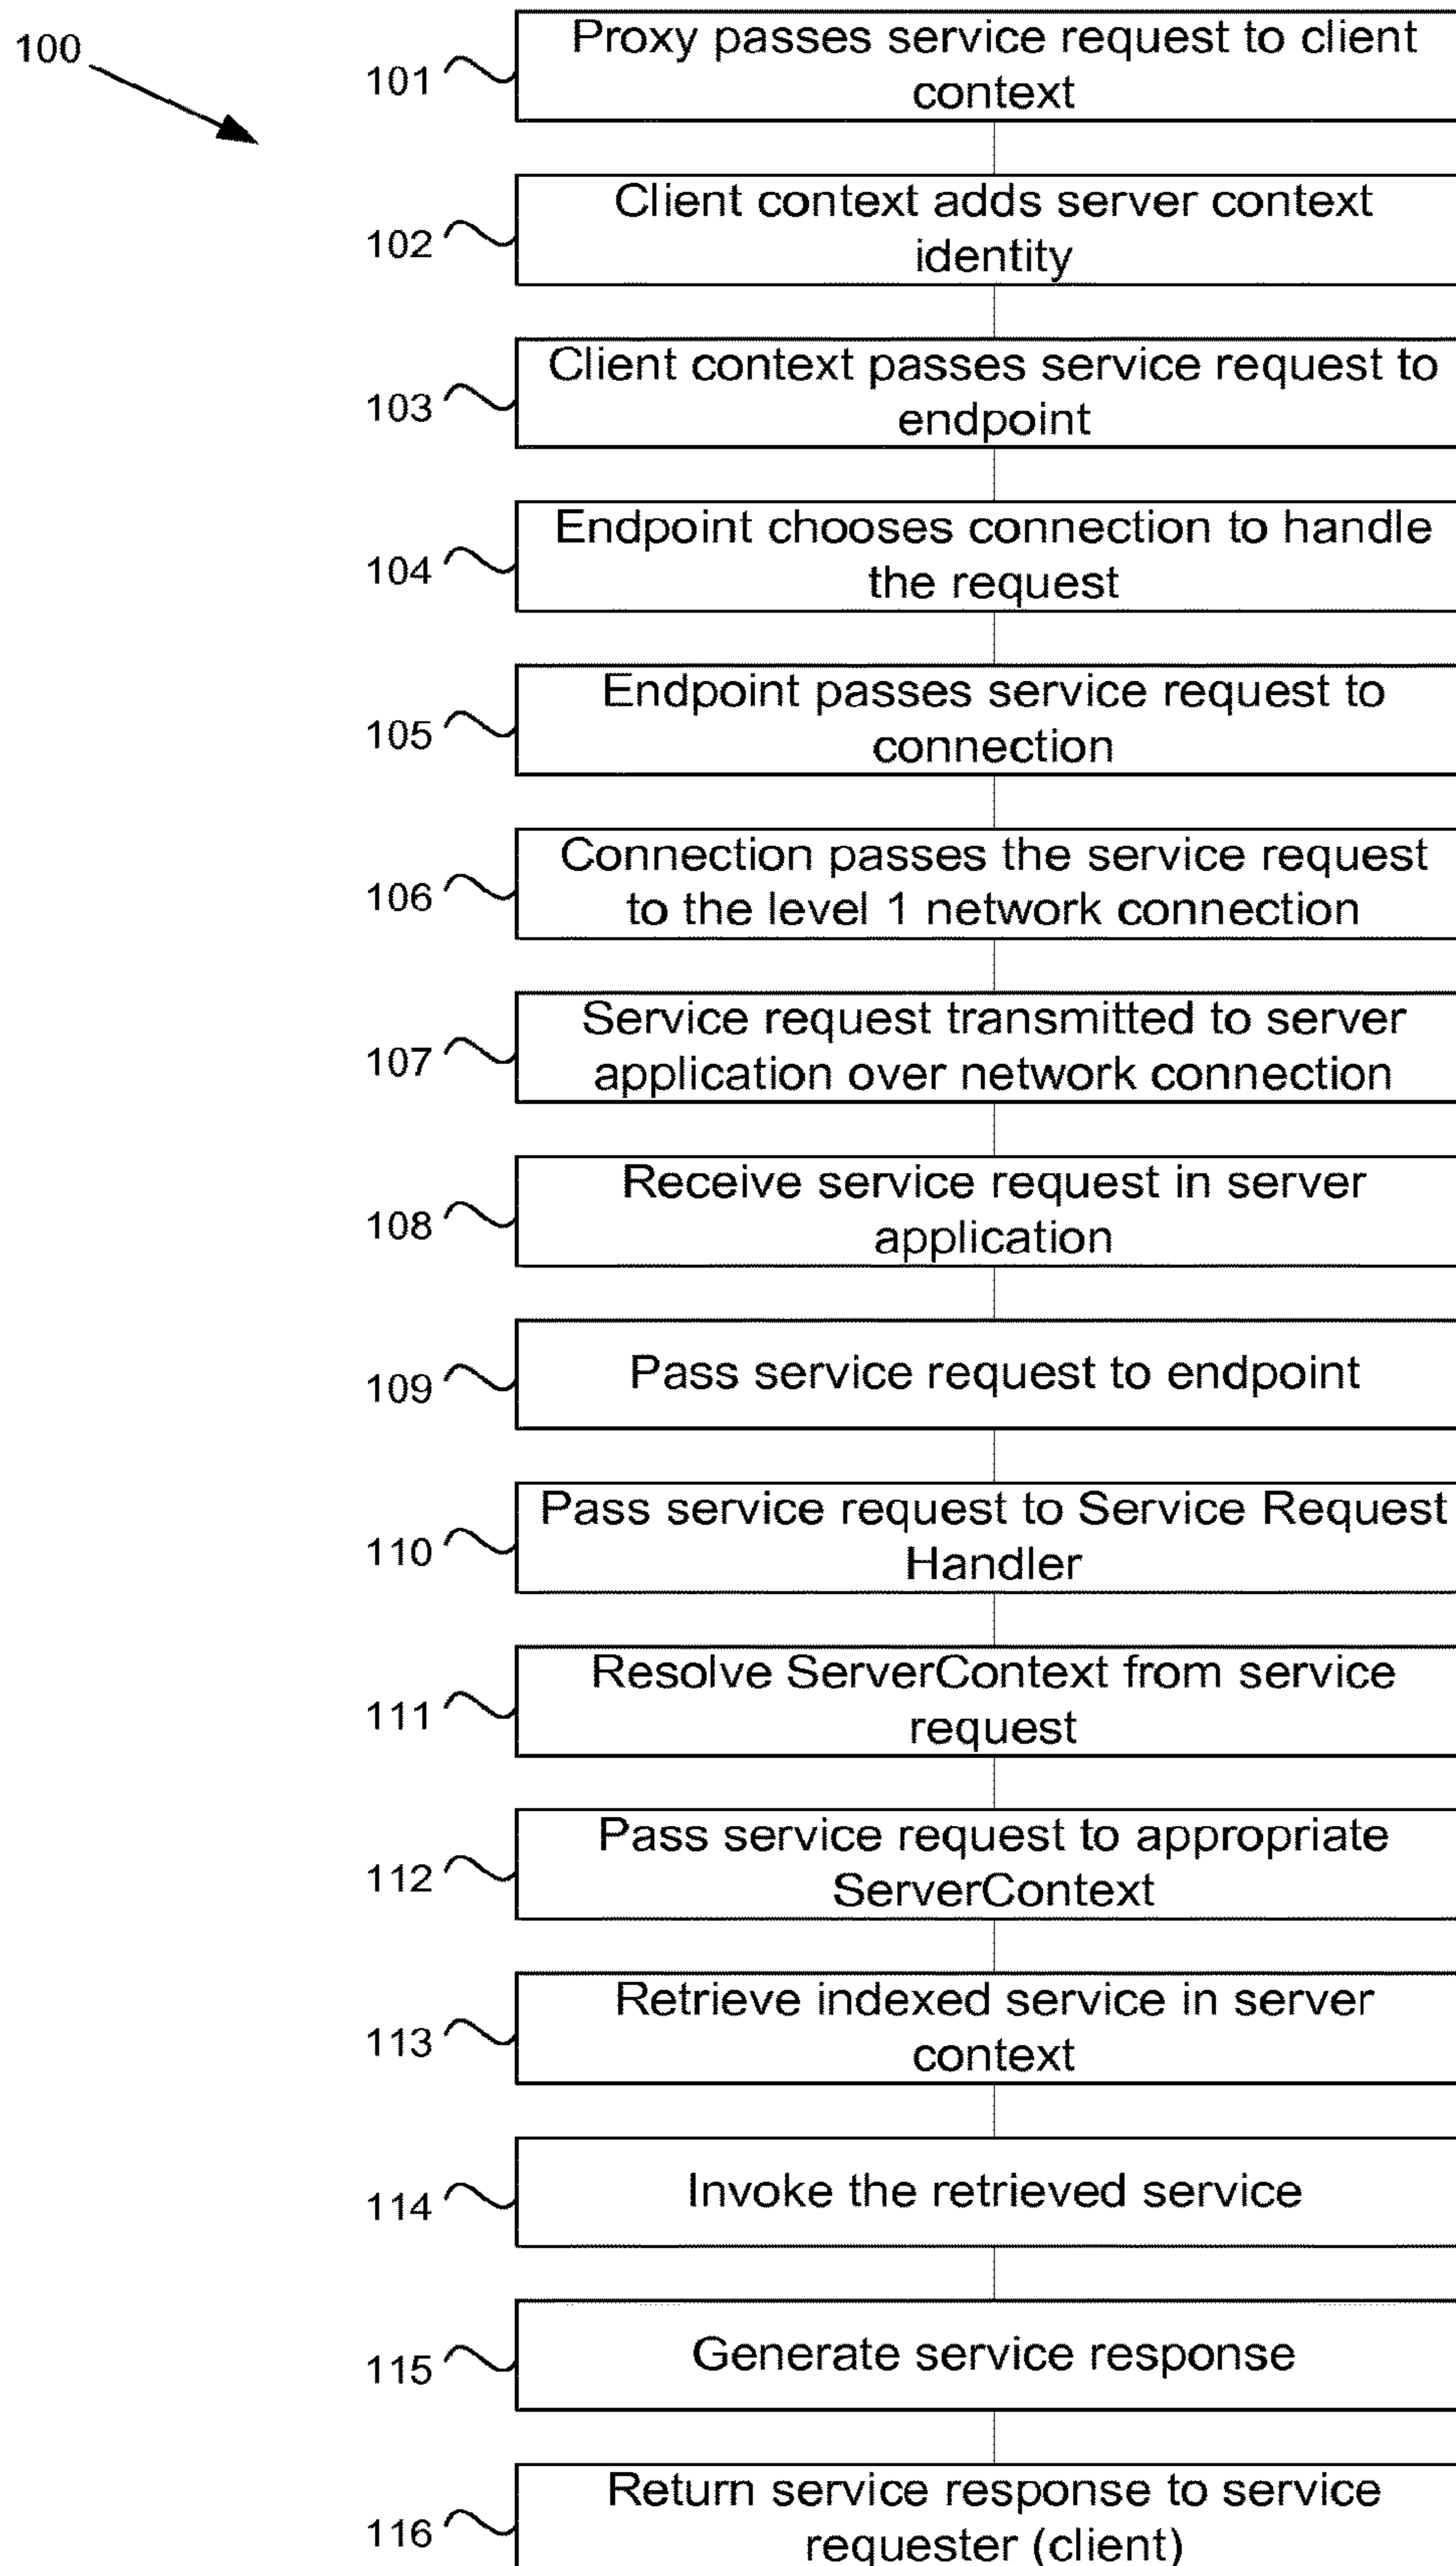 100
101
Proxy passes service request to client
context
102
Client context adds server context
identity
103
Client context passes service request to
endpoint
104
Endpoint chooses connection to handle
the request
105
Endpoint passes service request to
connection
106
Connection passes the service request
to the level 1 network connection
107
Service request transmitted to server
application over network connection
108
Receive service request in server
application
109
Pass service request to endpoint
110
Pass service request to Service Request
Handler
111
Resolve ServerContext from service
request
112
Pass service request to appropriate
ServerContext
113
Retrieve indexed service in server
context
114
Invoke the retrieved service
115
Generate service response
116
Return service response to service
requester (client)